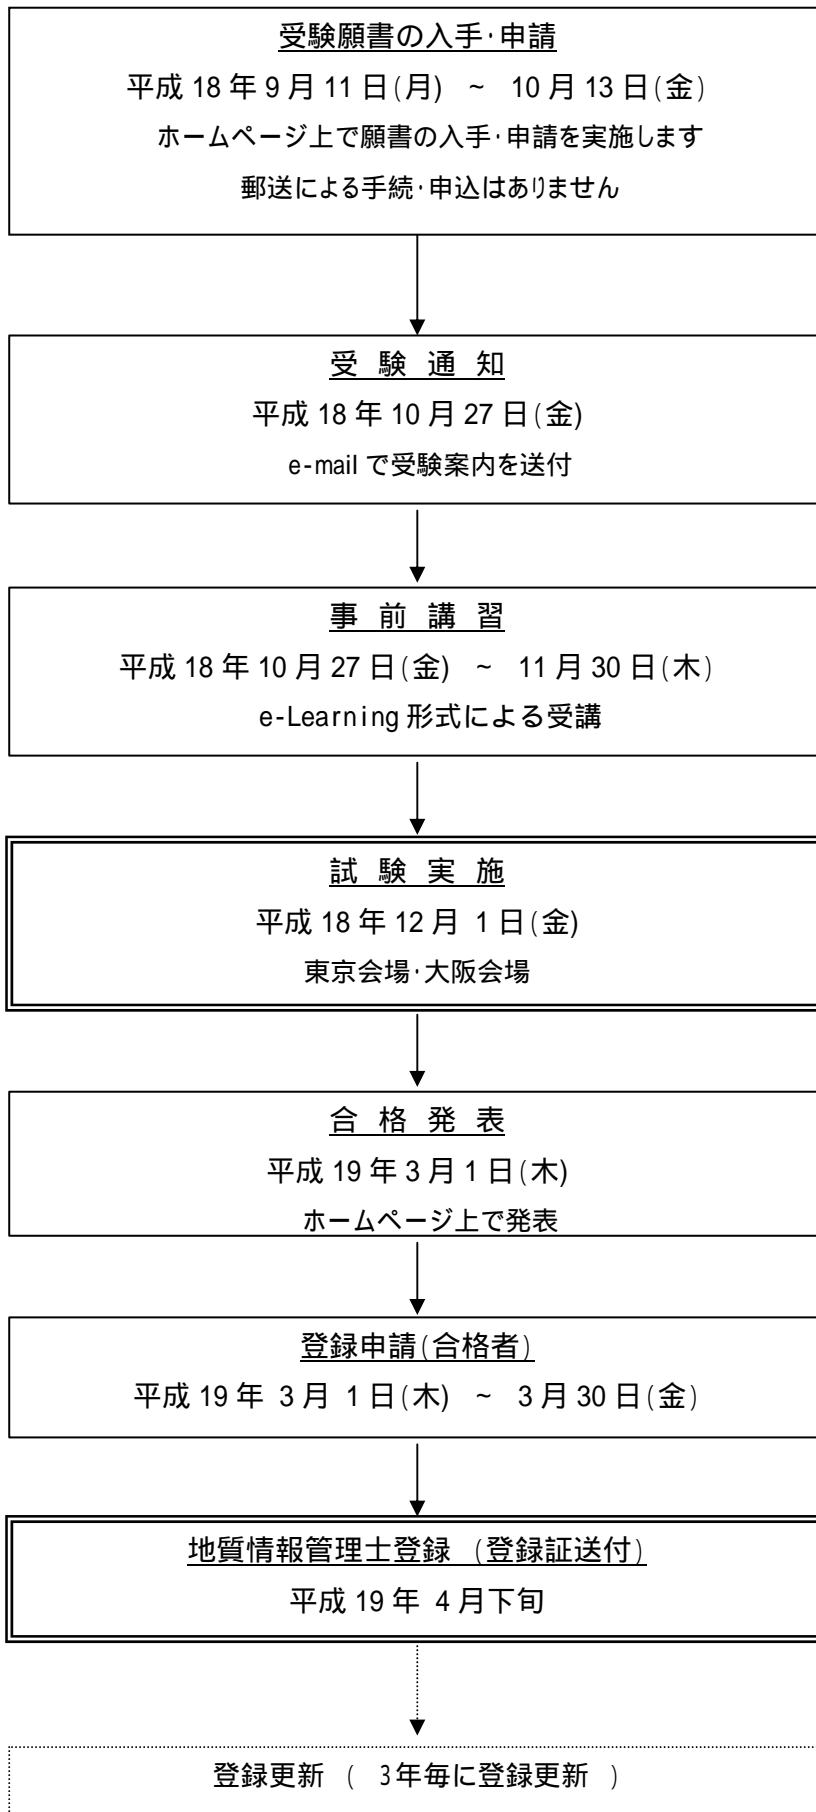 受験願書の入手･申請
平成 18 年 9 月 11 日(月) ~ 10 月 13 日(金)
ホームページ上で願書の入手･申請を実施します
郵送による手続･申込はありません
受 験 通 知
平成 18 年 10 月 27 日(金)
e-mail で受験案内を送付
事 前 講 習
平成 18 年 10 月 27 日(金) ~ 11 月 30 日(木)
e-Learning 形式による受講
試 験 実 施
平成 18 年 12 月 1 日(金)
東京会場･大阪会場
合 格 発 表
平成 19 年 3 月 1 日(木)
ホームページ上で発表
登録申請(合格者)
平成 19 年 3 月 1 日(木) ~ 3 月 30 日(金)
地質情報管理士登録 (登録証送付)
平成 19 年 4 月下旬
登録更新 ( 3年毎に登録更新 )